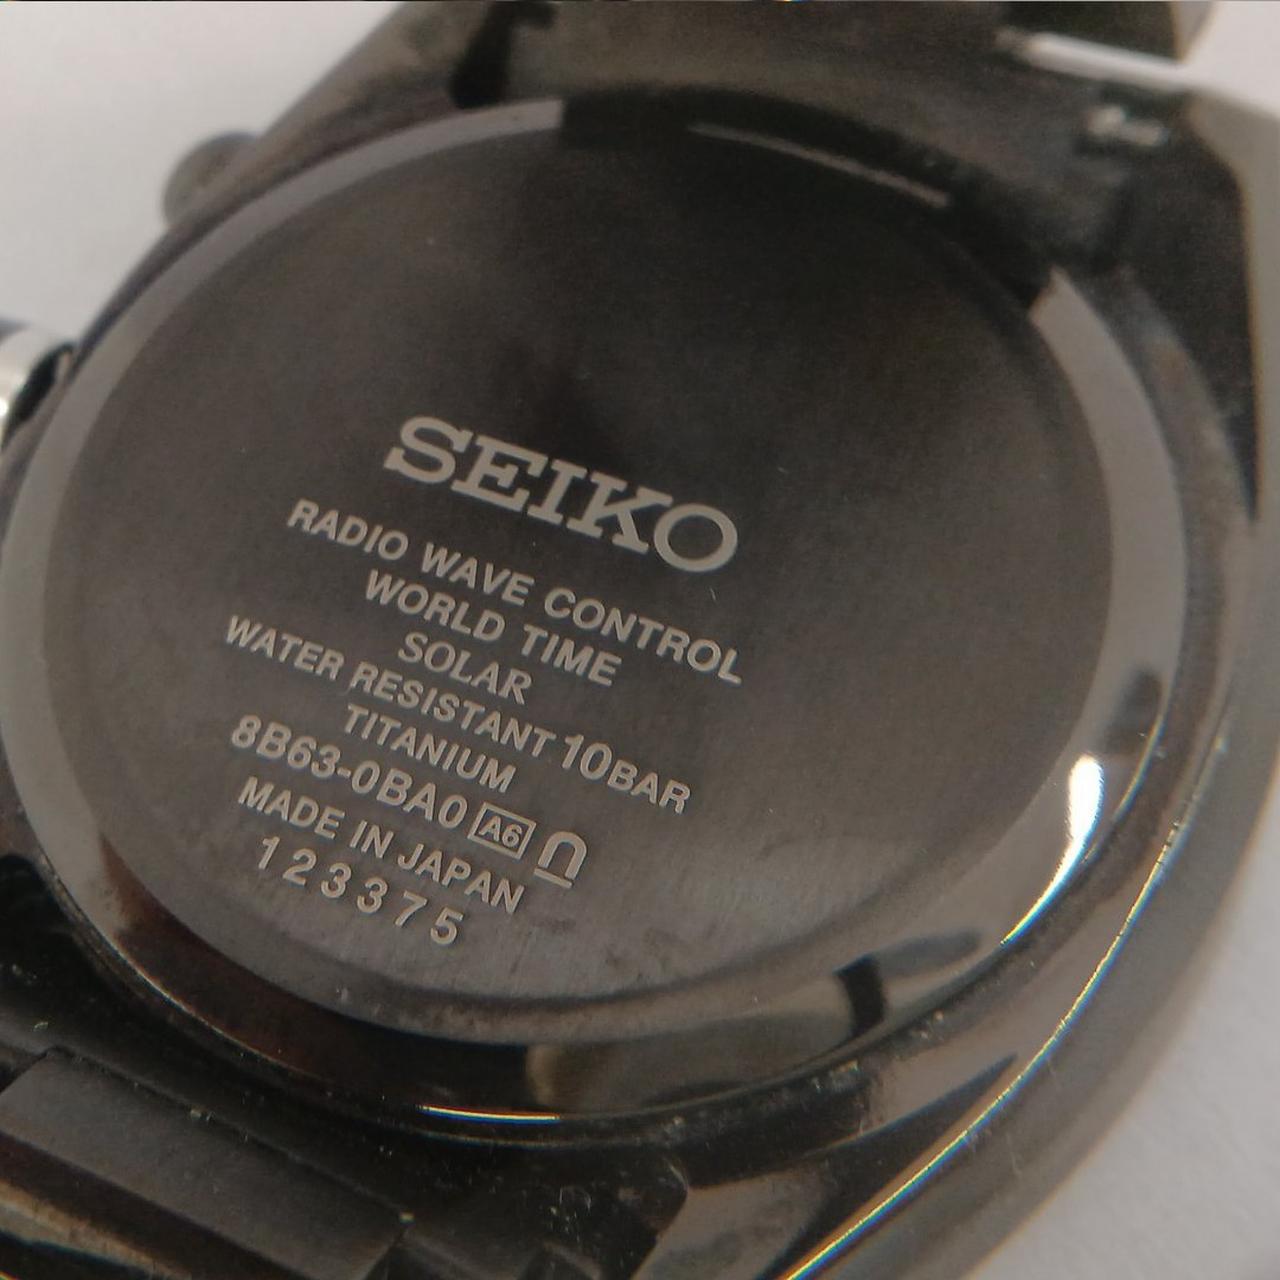 SEIKO
RADIO WAVE CONTROL
WORLD TIME
SOLAR
WATER RESISTANT 10BAR
TITANIUM
8B63-0BA0 A6
MADE IN JAPAN
123375